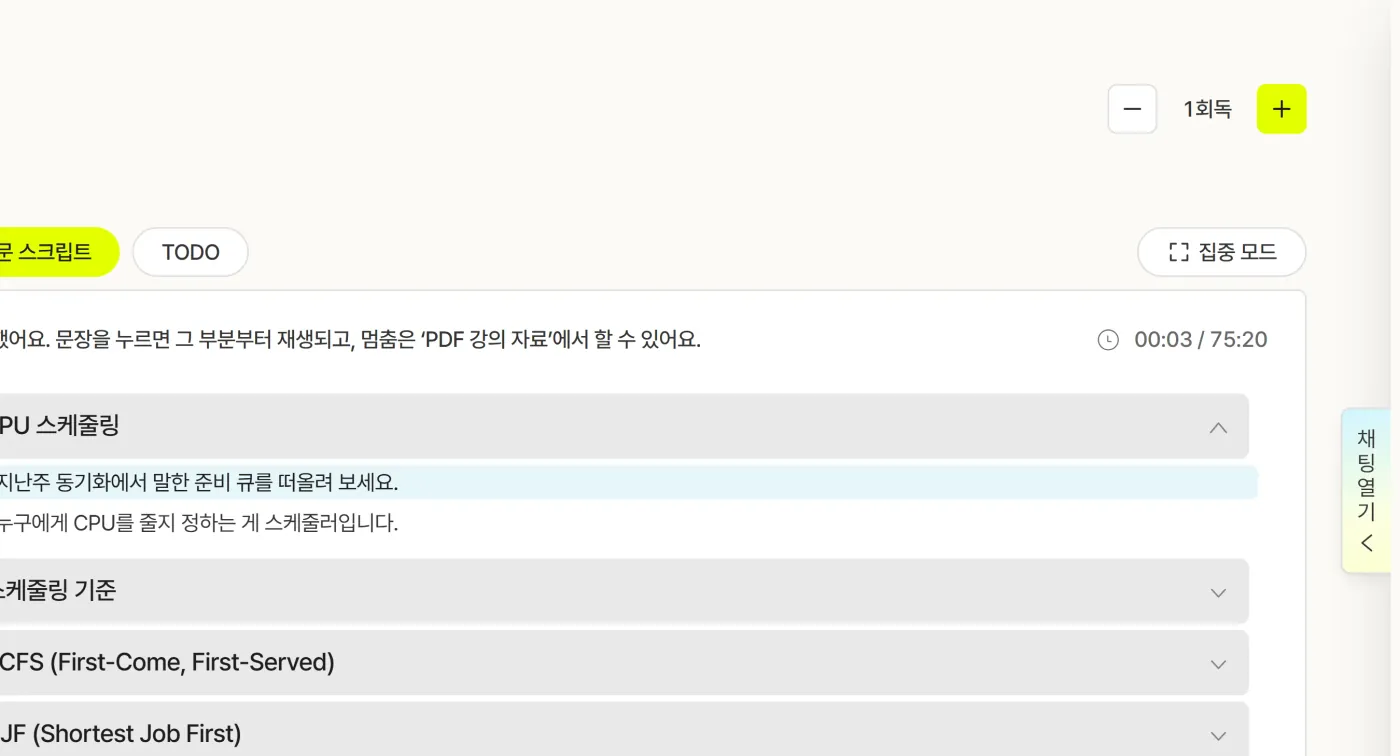 1회독
문 스크립트 TODO 집중 모드
했어요. 문장을 누르면 그 부분부터 재생되고, 멈춤은 ‘PDF 강의 자료’에서 할 수 있어요. 00:03 / 75:20
PU 스케줄링
지난주 동기화에서 말한 준비 큐를 떠올려 보세요.
누구에게 CPU를 줄지 정하는 게 스케줄러입니다.
스케줄링 기준
CFS (First-Come, First-Served)
JF (Shortest Job First)
채팅열기